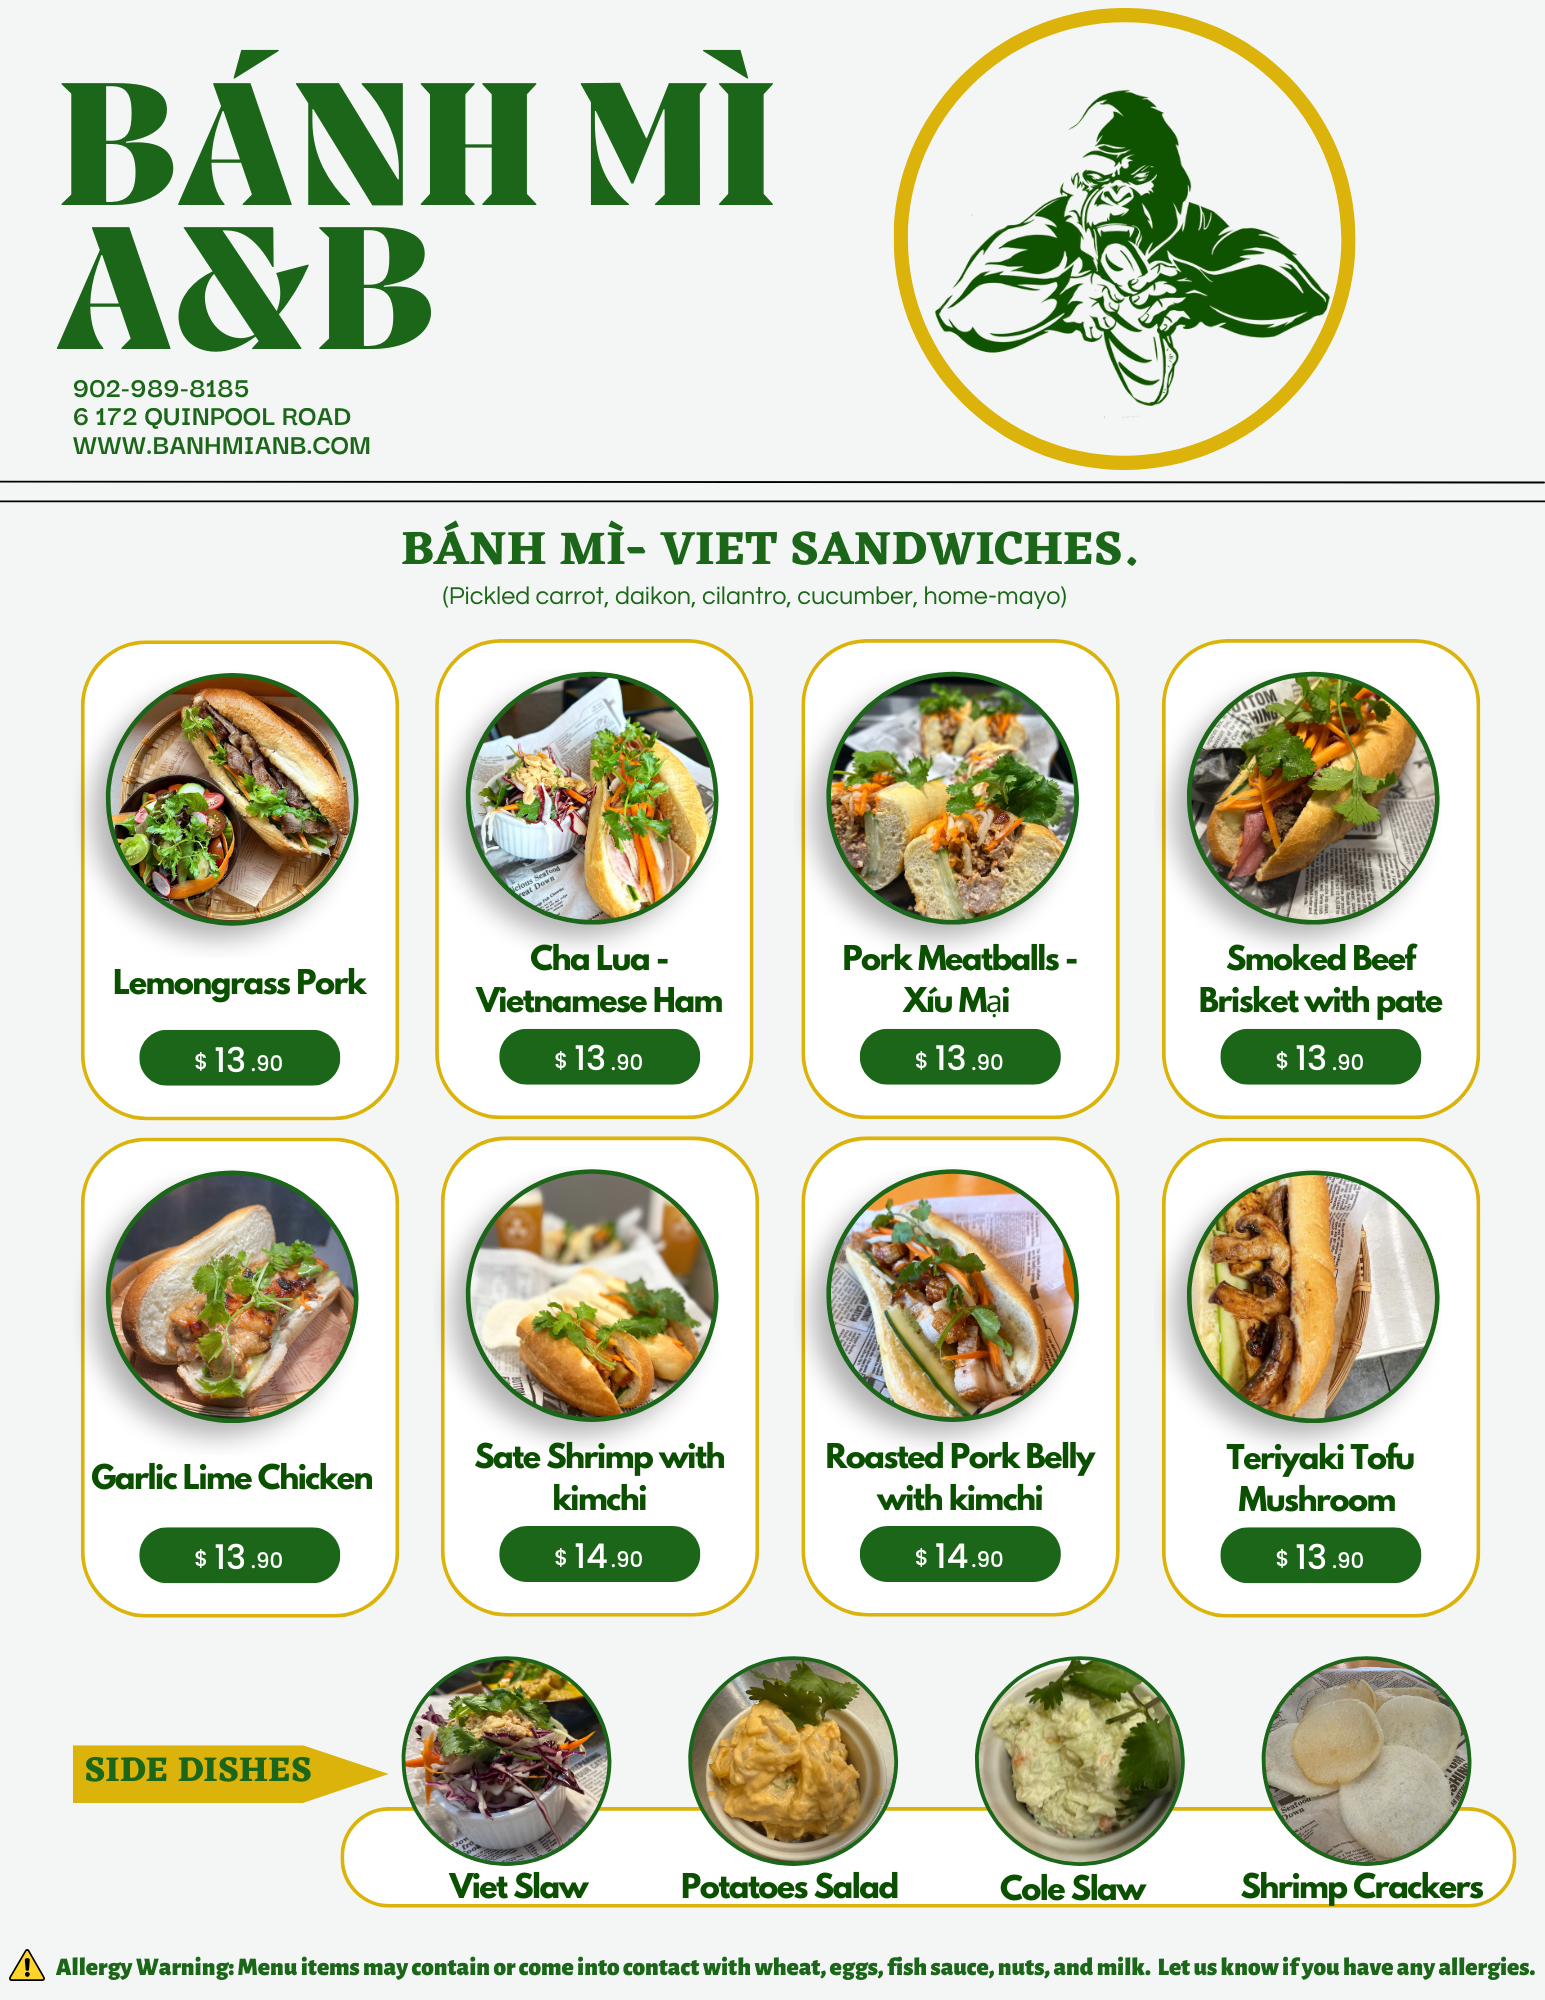 BÁNH MÌ
A&B
902-989-8185
6 172 QUINPOOL ROAD
WWW.BANHMIANB.COM
BÁNH MÌ- VIET SANDWICHES.
(Pickled carrot, daikon, cilantro, cucumber, home-mayo)
Lemongrass Pork
$ 13 .90
Cha Lua -
Vietnamese Ham
$ 13 .90
Pork Meatballs -
Xíu Mại
$ 13 .90
Smoked Beef
Brisket with pate
$ 13 .90
Garlic Lime Chicken
$ 13 .90
Sate Shrimp with
kimchi
$ 14 .90
Roasted Pork Belly
with kimchi
$ 14 .90
Teriyaki Tofu
Mushroom
$ 13 .90
SIDE DISHES
Viet Slaw
Potatoes Salad
Cole Slaw
Shrimp Crackers
Allergy Warning: Menu items may contain or come into contact with wheat, eggs, fish sauce, nuts, and milk. Let us know if you have any allergies.